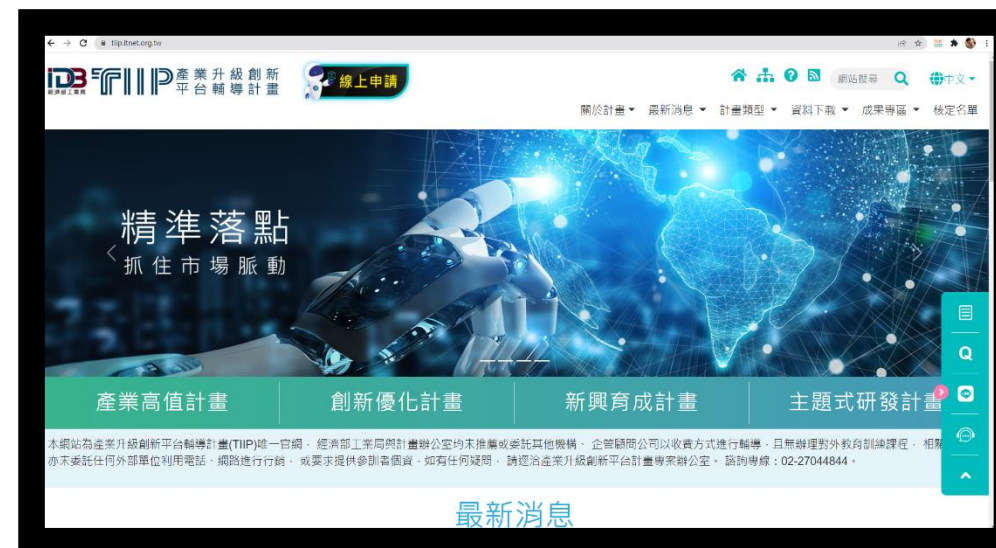 tiip.itnet.org.tw
iDB 經濟部工業局 TIIP 產業升級創新平台輔導計畫
線上申請
網站搜尋
中文
關於計畫 最新消息 計畫類型 資料下載 成果專區 核定名單
精準落點
抓住市場脈動
產業高值計畫 創新優化計畫 新興育成計畫 主題式研發計畫
本網站為產業升級創新平台輔導計畫(TIIP)唯一官網, 經濟部工業局與計畫辦公室均未推薦或委託其他機構、企管顧問公司以收費方式進行輔導,且無辦理對外教育訓練課程, 相關
亦未委託任何外部單位利用電話、網路進行行銷, 或要求提供參訓者個資,如有任何疑問, 請逕洽產業升級創新平台計畫專案辦公室。 諮詢專線:02-27044844。
最新消息